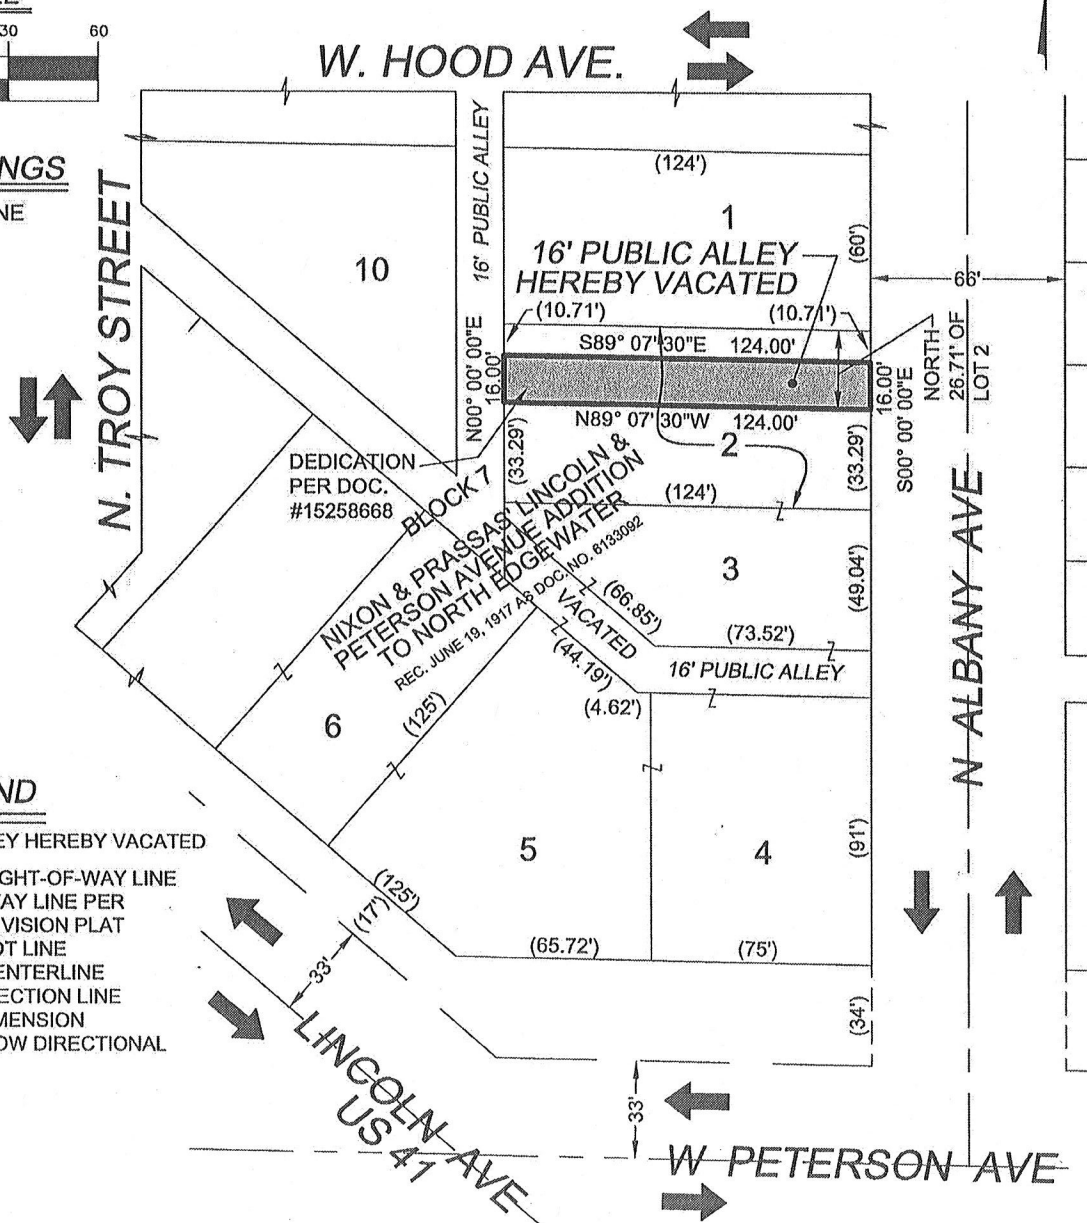 30 60
W. HOOD AVE.
NGS
NE
N. TROY STREET
16' PUBLIC ALLEY
(124')
1
(60')
10
16' PUBLIC ALLEY
HEREBY VACATED
66'
(10.71')
(10.71')
S89° 07' 30"E 124.00'
N00° 00' 00"E
16.00'
16.00'
S00° 00' 00"E
NORTH
26.71' OF
LOT 2
N89° 07' 30"W 124.00'
2
(33.29')
(33.29')
DEDICATION
PER DOC.
#15258668
(124')
BLOCK 7
NIXON & PRASSAS' LINCOLN &
PETERSON AVENUE ADDITION
TO NORTH EDGEWATER
REC. JUNE 19, 1917 AS DOC. NO. 6133092
3
(49.04')
N ALBANY AVE
(66.85')
(73.52')
VACATED
(44.19')
16' PUBLIC ALLEY
(4.62')
6
(125')
ND
EY HEREBY VACATED
GHT-OF-WAY LINE
AY LINE PER
VISION PLAT
OT LINE
ENTERLINE
ECTION LINE
MENSION
OW DIRECTIONAL
5
4
(91')
(125')
(17')
(65.72')
(75')
33'
(34')
LINCOLN AVE
US 41
33'
W PETERSON AVE